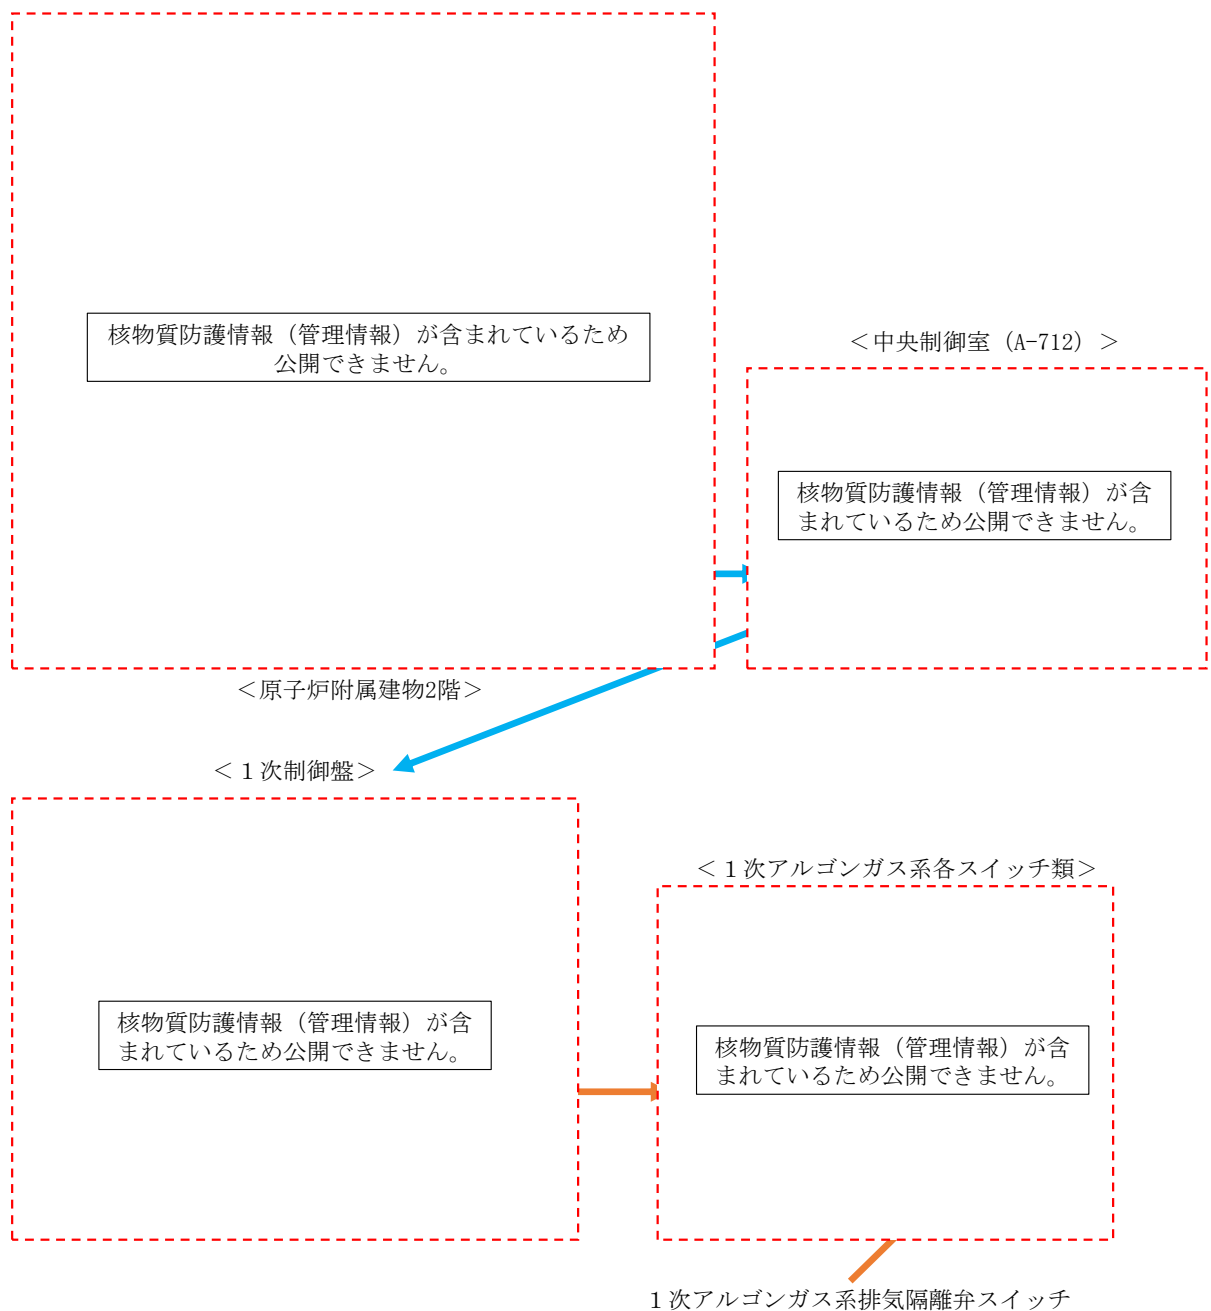 核物質防護情報（管理情報）が含まれているため
公開できません。
＜中央制御室（A-712）＞
核物質防護情報（管理情報）が含
まれているため公開できません。
＜原子炉附属建物2階＞
＜１次制御盤＞
＜１次アルゴンガス系各スイッチ類＞
核物質防護情報（管理情報）が含
まれているため公開できません。
核物質防護情報（管理情報）が含
まれているため公開できません。
１次アルゴンガス系排気隔離弁スイッチ